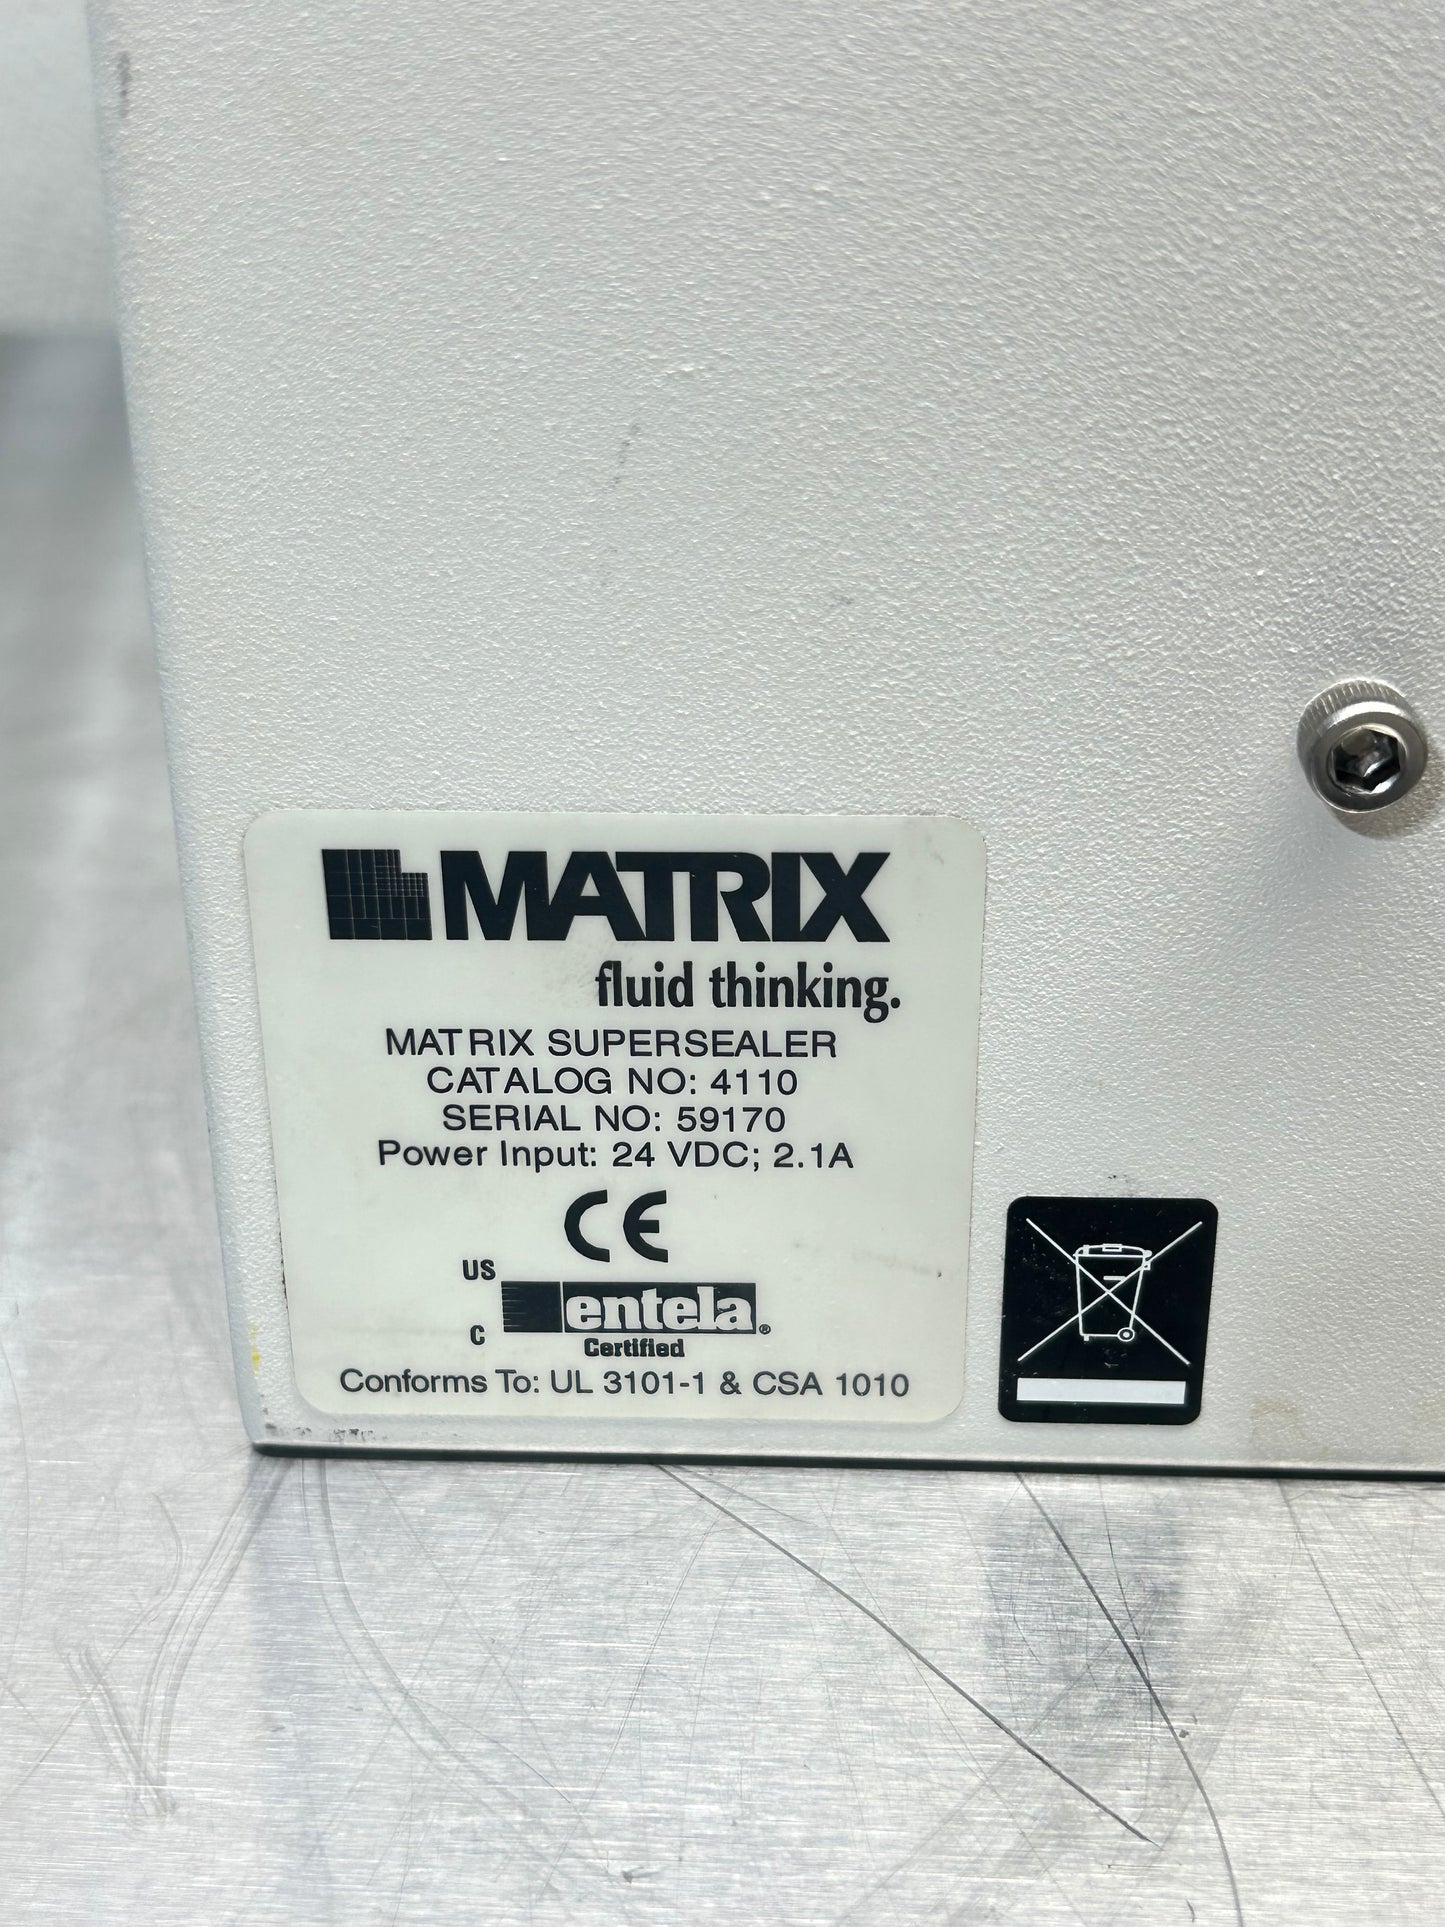 MATRIX
fluid thinking.
MATRIX SUPERSEALER
CATALOG NO: 4110
SERIAL NO: 59170
Power Input: 24 VDC; 2.1A
CE
US
C
entela®
Certified
Conforms To: UL 3101-1 & CSA 1010